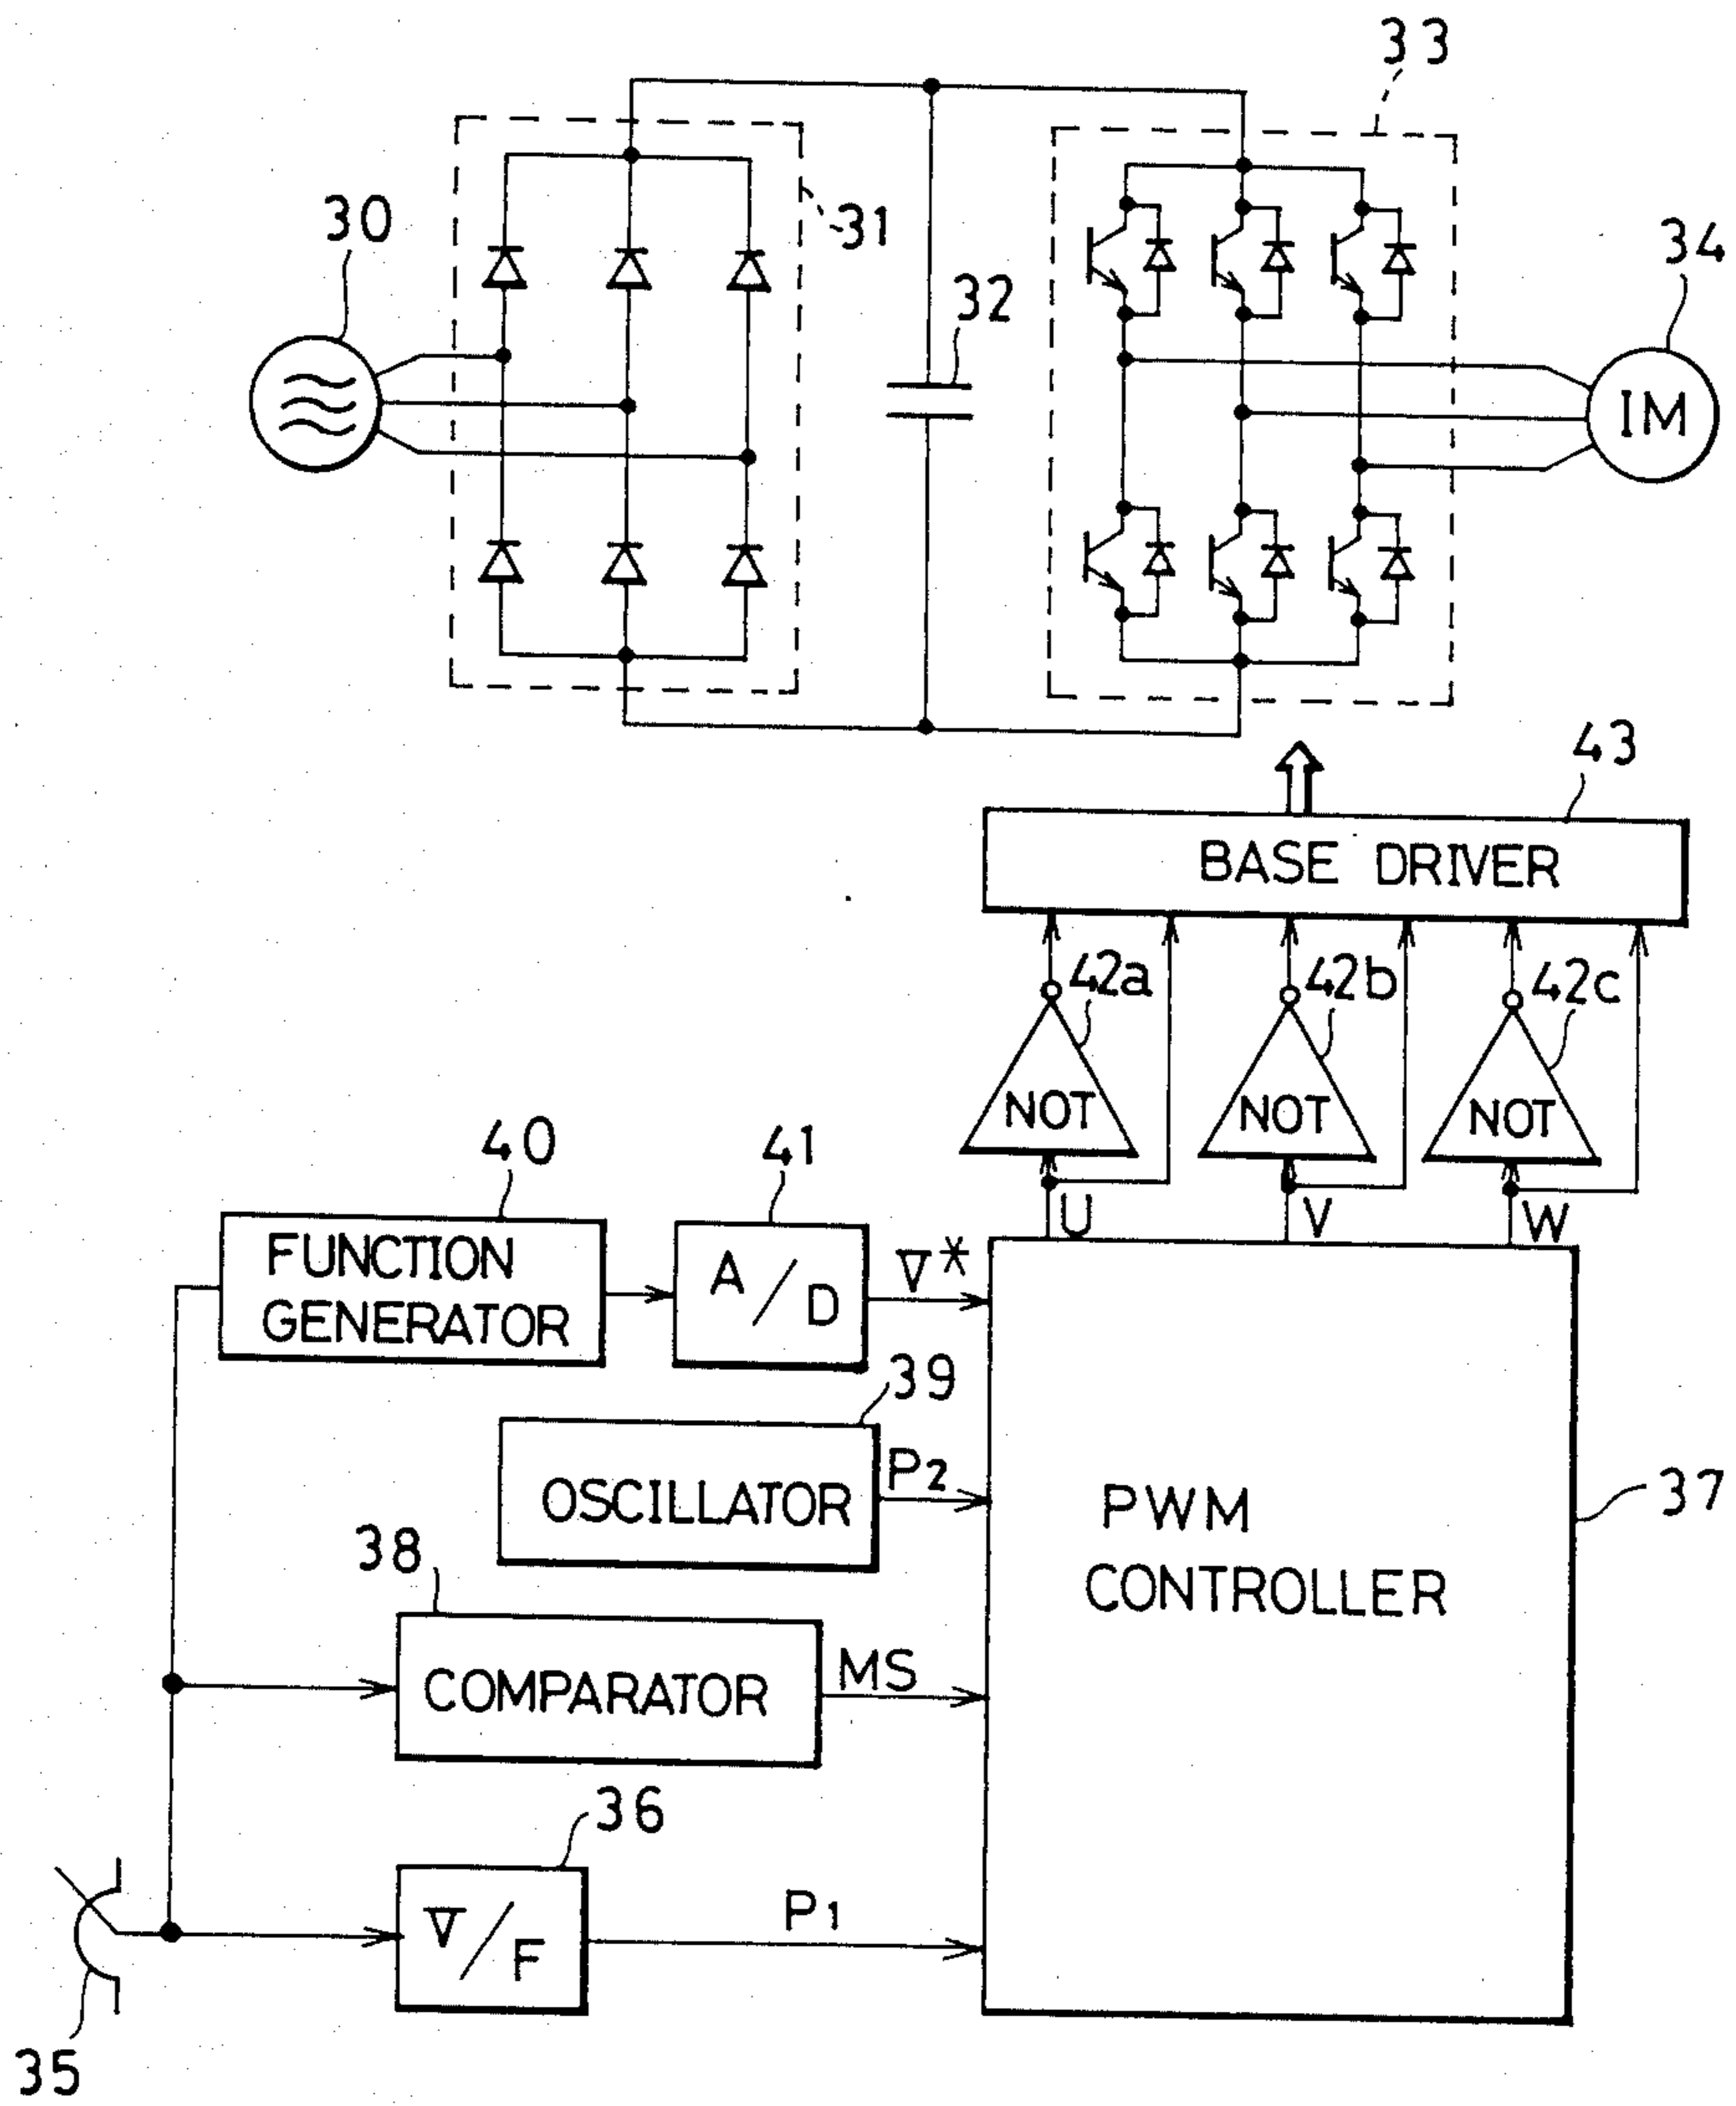 33
30
31
32
34
IM
43
BASE DRIVER
42a
42b
42c
NOT
NOT
NOT
40
41
U
V
W
FUNCTION
GENERATOR
A/D
V*
39
OSCILLATOR
P2
PWM
CONTROLLER
37
38
COMPARATOR
MS
36
V/F
P1
35